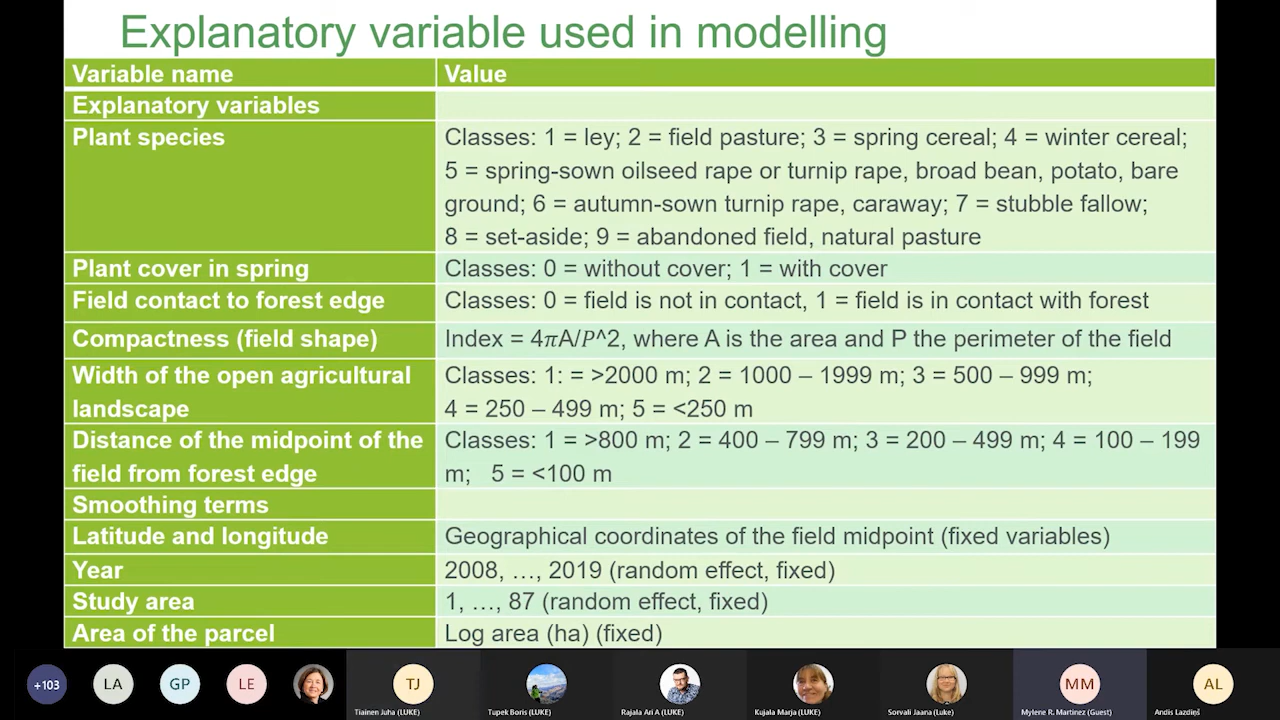 Explanatory variable used in modelling
Variable name
Value
Explanatory variables
Plant species
Classes: 1 = ley; 2 = field pasture; 3 = spring cereal; 4 = winter cereal;
5 = spring-sown oilseed rape or turnip rape, broad bean, potato, bare
ground; 6 = autumn-sown turnip rape, caraway; 7 = stubble fallow;
8 = set-aside; 9 = abandoned field, natural pasture
Plant cover in spring
Classes: 0 = without cover; 1 = with cover
Field contact to forest edge
Classes: 0 = field is not in contact, 1 = field is in contact with forest
Compactness (field shape)
Index = 4𝜋A/𝑃^2, where A is the area and P the perimeter of the field
Width of the open agricultural
landscape
Classes: 1: = >2000 m; 2 = 1000 – 1999 m; 3 = 500 – 999 m;
4 = 250 – 499 m; 5 = <250 m
Distance of the midpoint of the
field from forest edge
Classes: 1 = >800 m; 2 = 400 – 799 m; 3 = 200 – 499 m; 4 = 100 – 199
m; 5 = <100 m
Smoothing terms
Latitude and longitude
Geographical coordinates of the field midpoint (fixed variables)
Year
2008, …, 2019 (random effect, fixed)
Study area
1, …, 87 (random effect, fixed)
Area of the parcel
Log area (ha) (fixed)
+103
LA
GP
LE
TJ
MM
AL
Tiainen Juha (LUKE)
Tupek Boris (LUKE)
Rajala Ari A (LUKE)
Kujala Marja (LUKE)
Sorvali Jaana (Luke)
Mylene R. Martinez (Guest)
Andis Lazdiņš